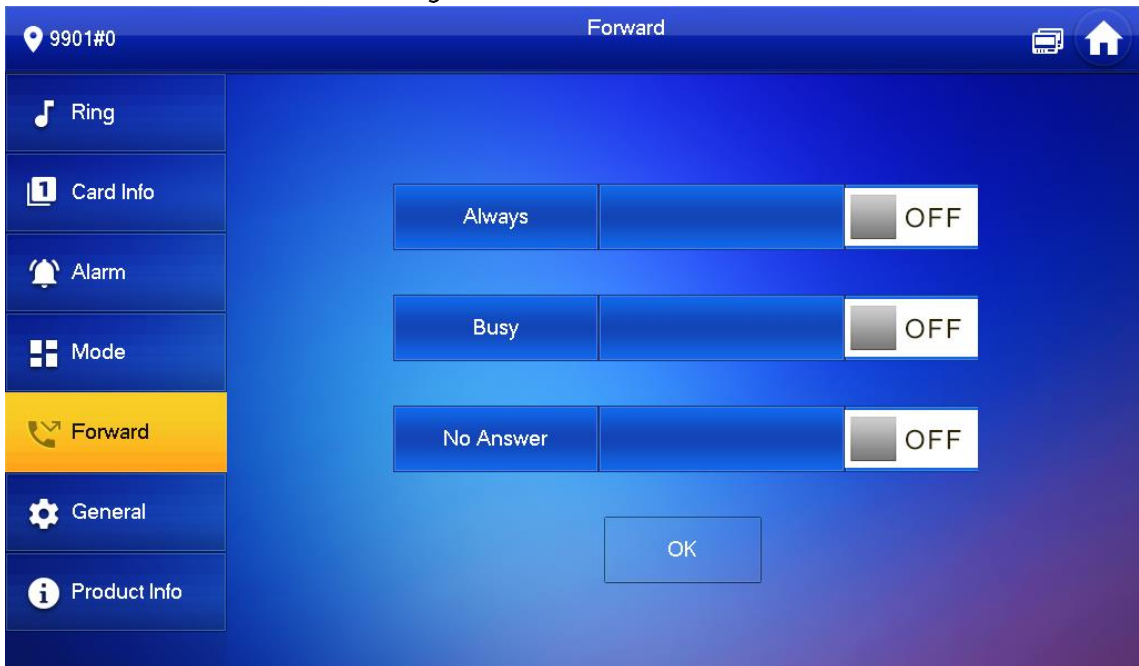 9901#0
Forward
Ring
Card Info
Alarm
Mode
Forward
General
Product Info
Always OFF
Busy OFF
No Answer OFF
OK